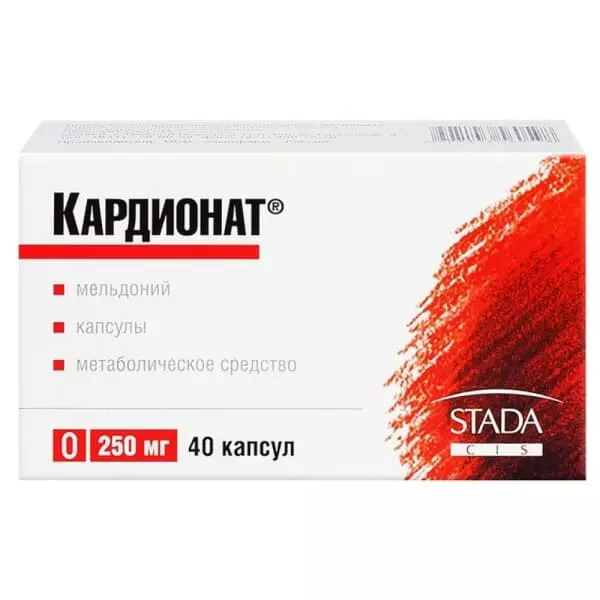 КАРДИОНАТ®
мельдоний
капсулы
метаболическое средство
0 250 мг 40 капсул
STADA
CIS